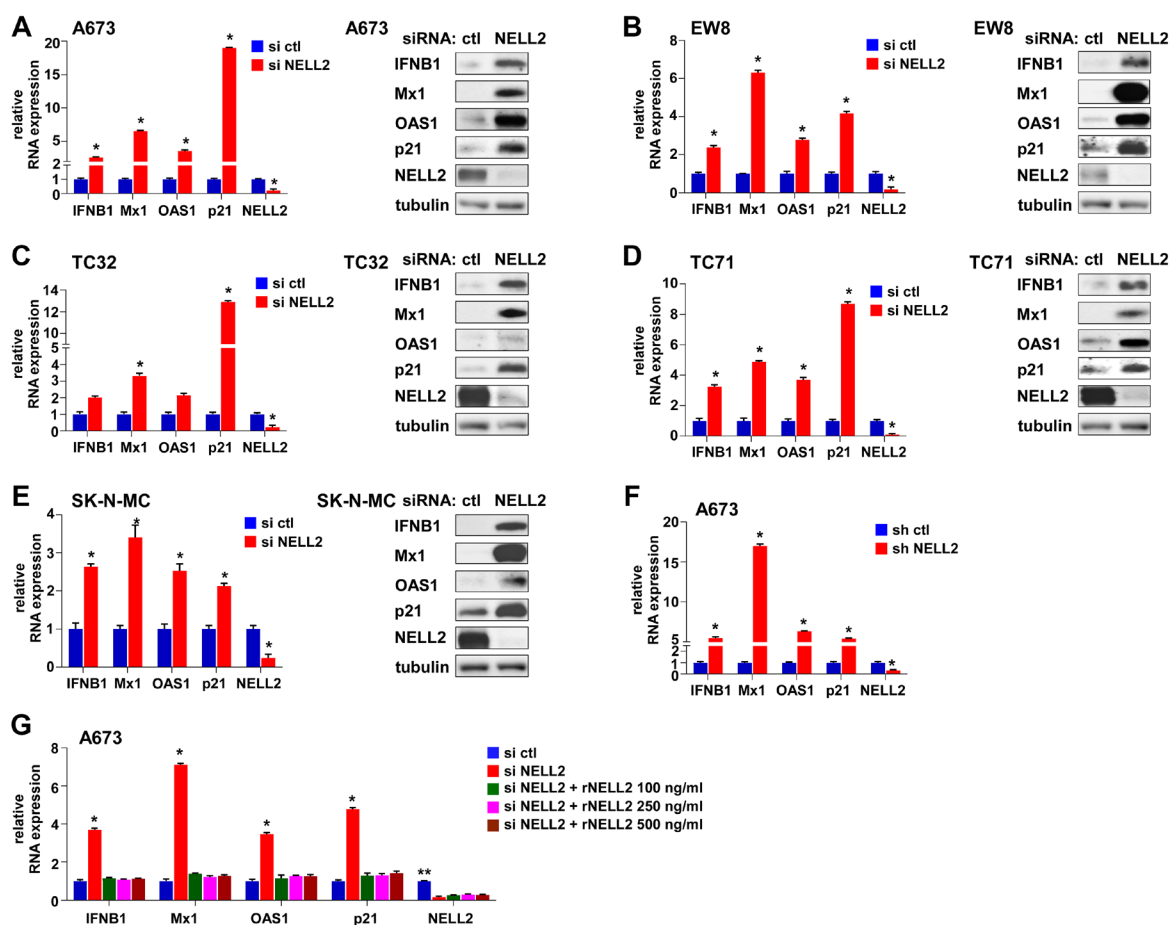 A
A673
relative
RNA expression
20
15
10
5
2
1
0
si ctl
si NELL2
*
*
*
*
*
IFNB1 Mx1 OAS1 p21 NELL2
A673
siRNA: ctl NELL2
IFNB1
Mx1
OAS1
p21
NELL2
tubulin
B
EW8
relative
RNA expression
8
6
4
2
0
si ctl
si NELL2
*
*
*
*
*
IFNB1 Mx1 OAS1 p21 NELL2
EW8
siRNA: ctl NELL2
IFNB1
Mx1
OAS1
p21
NELL2
tubulin
C
TC32
relative
RNA expression
14
12
10
8
6
5
4
3
2
1
0
si ctl
si NELL2
*
*
*
IFNB1 Mx1 OAS1 p21 NELL2
TC32
siRNA: ctl NELL2
IFNB1
Mx1
OAS1
p21
NELL2
tubulin
D
TC71
relative
RNA expression
10
8
6
4
2
0
si ctl
si NELL2
*
*
*
*
*
IFNB1 Mx1 OAS1 p21 NELL2
TC71
siRNA: ctl NELL2
IFNB1
Mx1
OAS1
p21
NELL2
tubulin
E
SK-N-MC
relative
RNA expression
4
3
2
1
0
si ctl
si NELL2
*
*
*
*
*
IFNB1 Mx1 OAS1 p21 NELL2
SK-N-MC siRNA: ctl NELL2
IFNB1
Mx1
OAS1
p21
NELL2
tubulin
F
A673
relative
RNA expression
20
15
10
5
2
1
0
sh ctl
sh NELL2
*
*
*
*
*
IFNB1 Mx1 OAS1 p21 NELL2
G
A673
relative
RNA expression
8
6
4
2
0
si ctl
si NELL2
si NELL2 + rNELL2 100 ng/ml
si NELL2 + rNELL2 250 ng/ml
si NELL2 + rNELL2 500 ng/ml
*
*
*
*
**
IFNB1 Mx1 OAS1 p21 NELL2